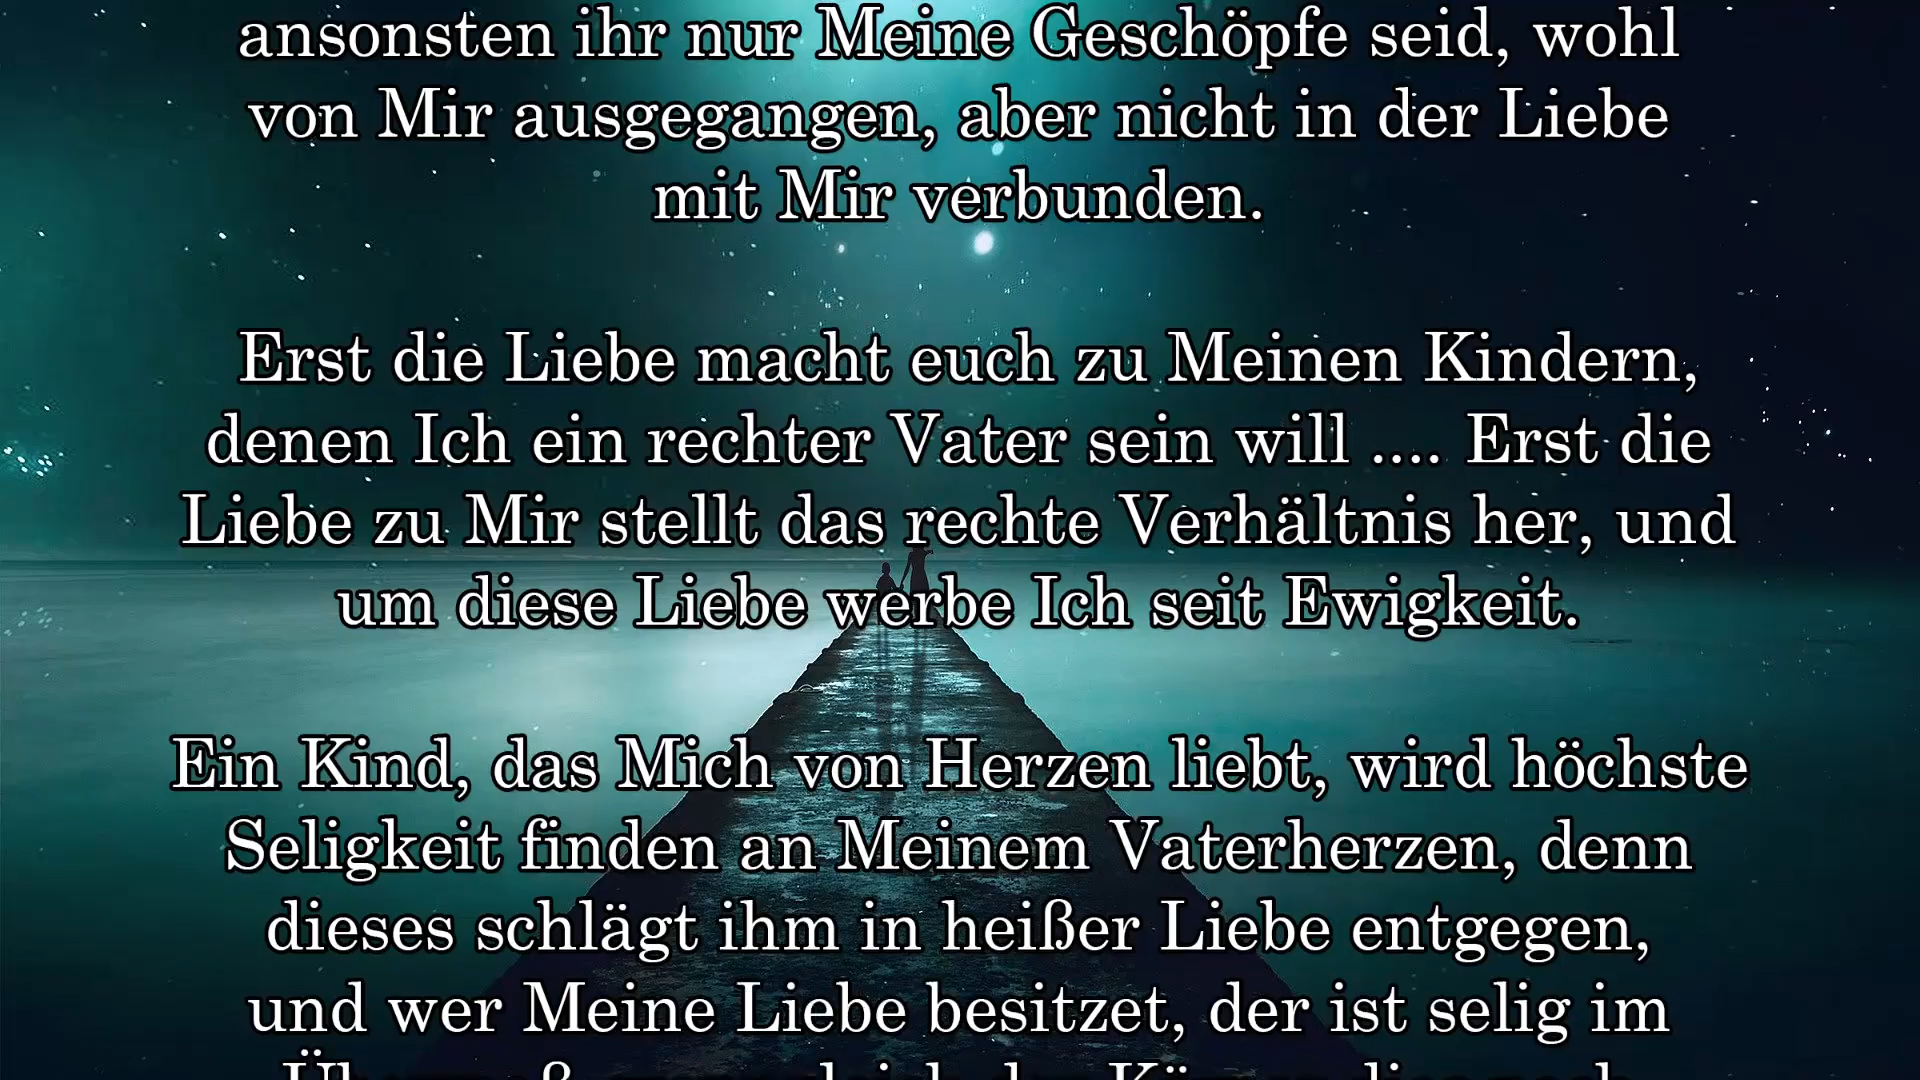 ansonsten ihr nur Meine Geschöpfe seid, wohl
von Mir ausgegangen, aber nicht in der Liebe
mit Mir verbunden.
Erst die Liebe macht euch zu Meinen Kindern,
denen Ich ein rechter Vater sein will .... Erst die
Liebe zu Mir stellt das rechte Verhältnis her, und
um diese Liebe werbe Ich seit Ewigkeit.
Ein Kind, das Mich von Herzen liebt, wird höchste
Seligkeit finden an Meinem Vaterherzen, denn
dieses schlägt ihm in heißer Liebe entgegen,
und wer Meine Liebe besitzet, der ist selig im